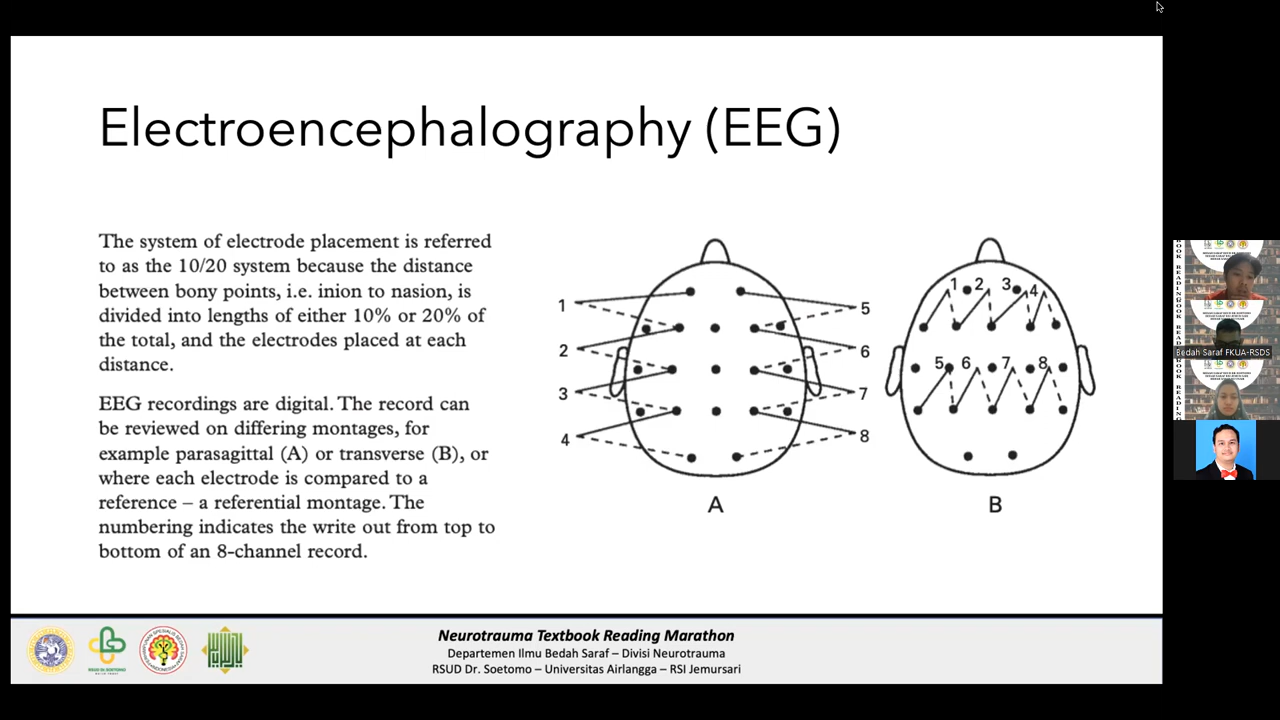 Electroencephalography (EEG)
The system of electrode placement is referred
to as the 10/20 system because the distance
between bony points, i.e. inion to nasion, is
divided into lengths of either 10% or 20% of
the total, and the electrodes placed at each
distance.
EEG recordings are digital. The record can
be reviewed on differing montages, for
example parasagittal (A) or transverse (B), or
where each electrode is compared to a
reference – a referential montage. The
numbering indicates the write out from top to
bottom of an 8-channel record.
1
2
3
4
5
6
7
8
A
1 2 3 4
5 6 7 8
B
Bedah Saraf FKUA-RSDS
RSUD Dr. SOETOMO
Neurotrauma Textbook Reading Marathon
Departemen Ilmu Bedah Saraf – Divisi Neurotrauma
RSUD Dr. Soetomo – Universitas Airlangga – RSI Jemursari